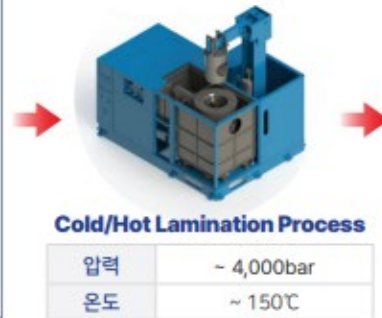 Cold/Hot Lamination Process
압력 ~ 4,000bar
온도 ~ 150℃